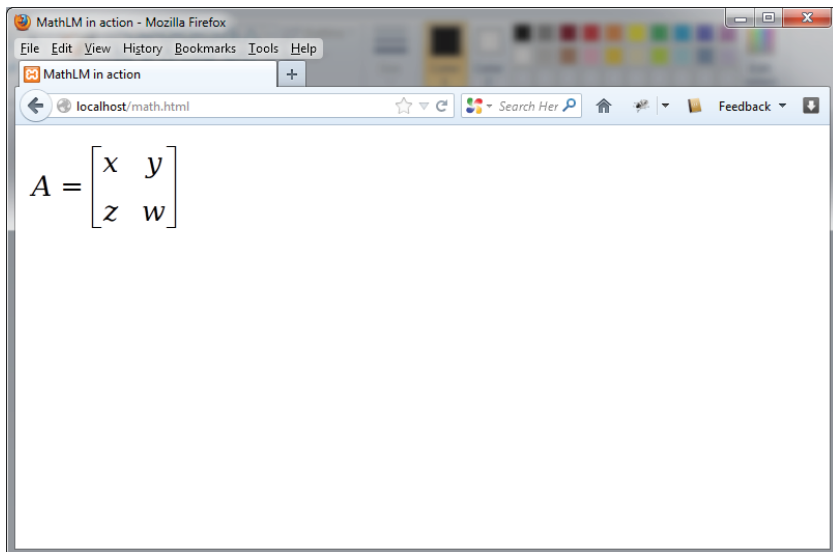 MathLM in action - Mozilla Firefox
File Edit View History Bookmarks Tools Help
MathLM in action +
localhost/math.html Search Her Feedback
A = [x y
z w]